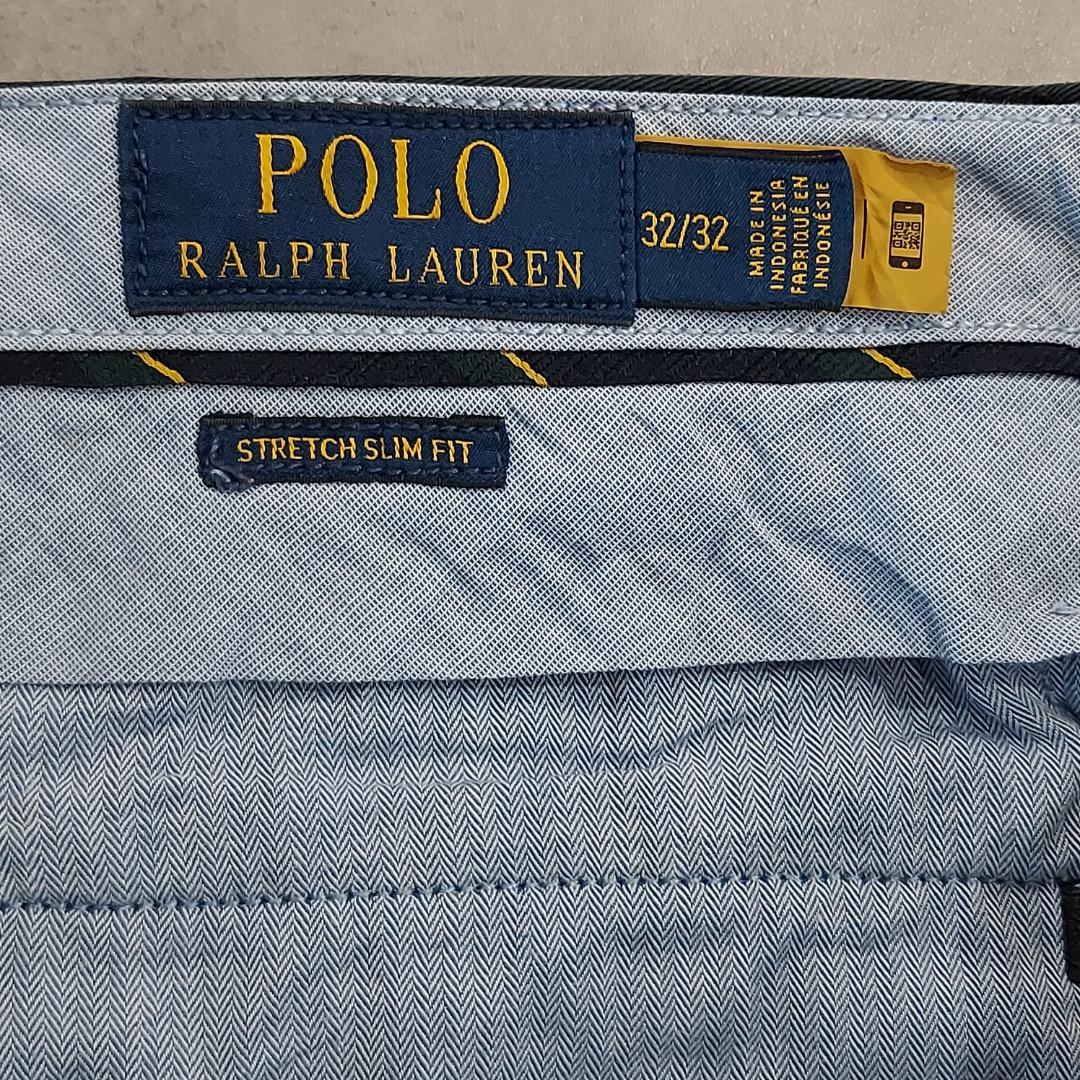 POLO
RALPH LAUREN
32/32
MADE IN
INDONESIA
FABRIQUÉ EN
INDONÉSIE
STRETCH SLIM FIT